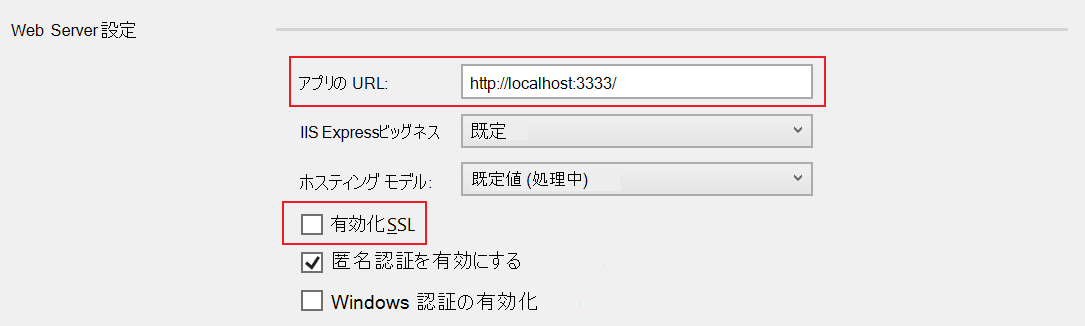 Web Server 設定
アプリの URL: http://localhost:3333/
IIS Expressビッグネス 既定
ホスティング モデル: 既定値 (処理中)
有効化 SSL
匿名認証を有効にする
Windows 認証の有効化